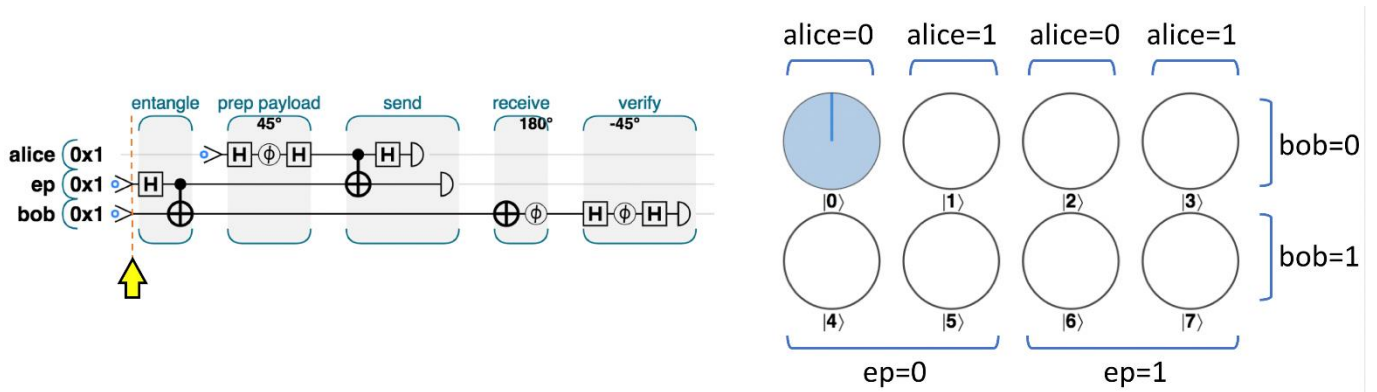 entangle prep payload send receive verify
45° 180° -45°
alice 0x1 H ϕ H H
ep 0x1 H
bob 0x1 ϕ H ϕ H
alice=0 alice=1 alice=0 alice=1
|0⟩ |1⟩ |2⟩ |3⟩
bob=0
|4⟩ |5⟩ |6⟩ |7⟩
bob=1
ep=0 ep=1